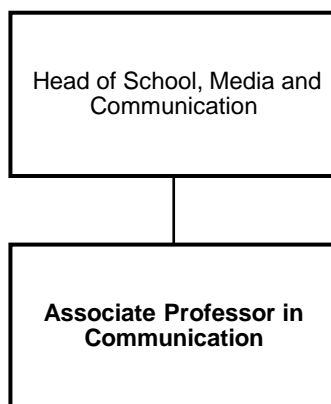 Head of School, Media and
Communication
Associate Professor in
Communication